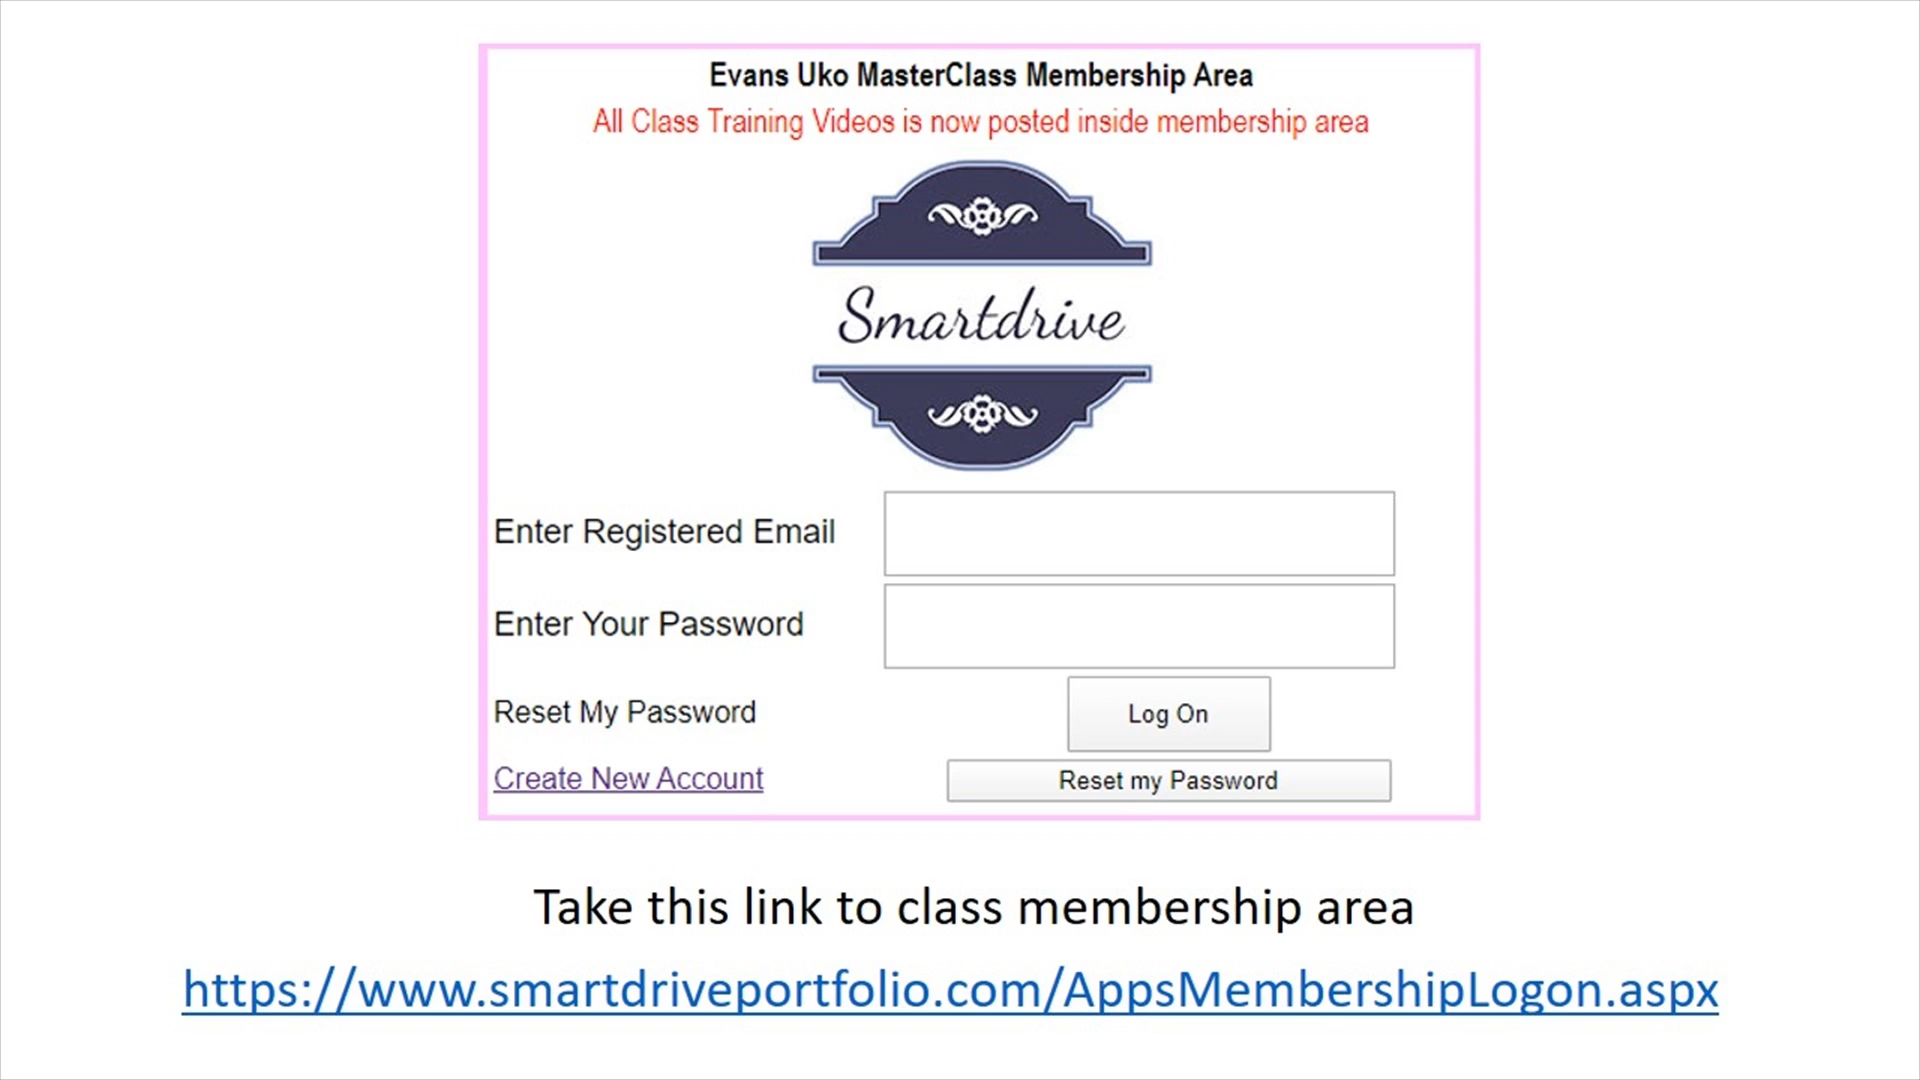 Evans Uko MasterClass Membership Area
All Class Training Videos is now posted inside membership area
Smartdrive
Enter Registered Email
Enter Your Password
Reset My Password
Log On
Create New Account
Reset my Password
Take this link to class membership area
https://www.smartdriveportfolio.com/AppsMembershipLogon.aspx